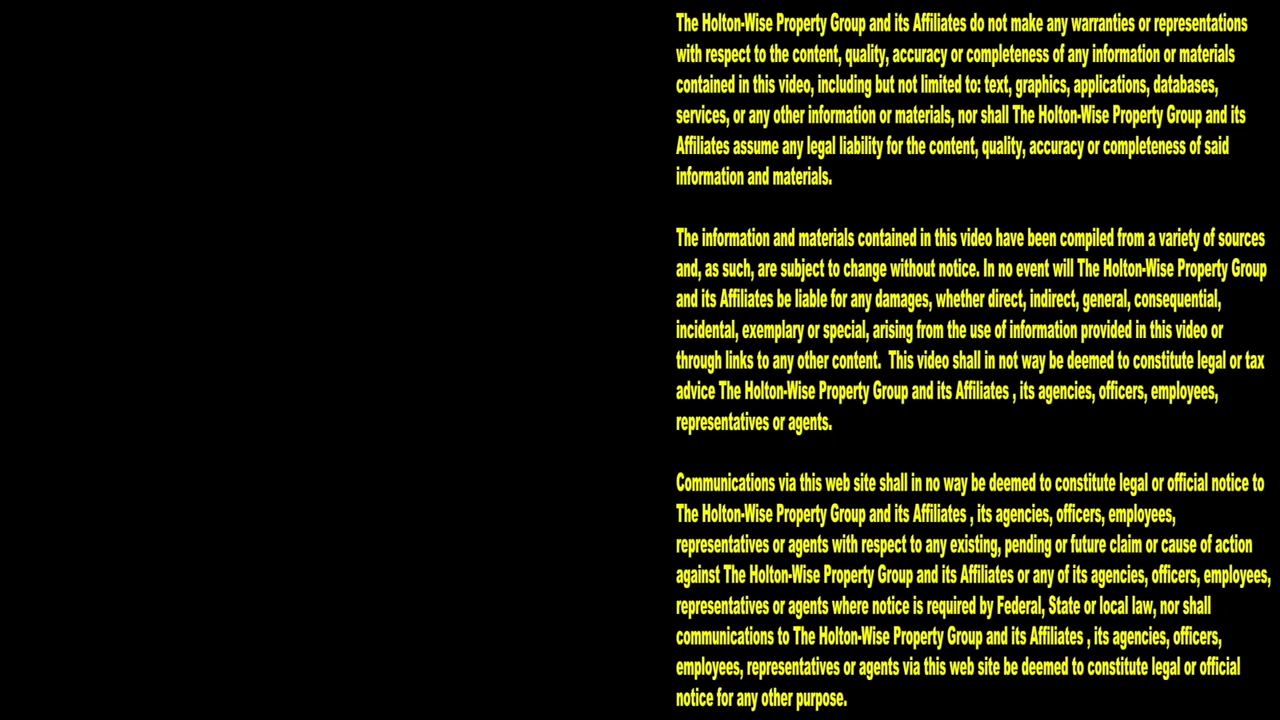 The Holton-Wise Property Group and its Affiliates do not make any warranties or representations
with respect to the content, quality, accuracy or completeness of any information or materials
contained in this video, including but not limited to: text, graphics, applications, databases,
services, or any other information or materials, nor shall The Holton-Wise Property Group and its
Affiliates assume any legal liability for the content, quality, accuracy or completeness of said
information and materials.
The information and materials contained in this video have been compiled from a variety of sources
and, as such, are subject to change without notice. In no event will The Holton-Wise Property Group
and its Affiliates be liable for any damages, whether direct, indirect, general, consequential,
incidental, exemplary or special, arising from the use of information provided in this video or
through links to any other content.  This video shall in not way be deemed to constitute legal or tax
advice The Holton-Wise Property Group and its Affiliates , its agencies, officers, employees,
representatives or agents.
Communications via this web site shall in no way be deemed to constitute legal or official notice to
The Holton-Wise Property Group and its Affiliates , its agencies, officers, employees,
representatives or agents with respect to any existing, pending or future claim or cause of action
against The Holton-Wise Property Group and its Affiliates or any of its agencies, officers, employees,
representatives or agents where notice is required by Federal, State or local law, nor shall
communications to The Holton-Wise Property Group and its Affiliates , its agencies, officers,
employees, representatives or agents via this web site be deemed to constitute legal or official
notice for any other purpose.